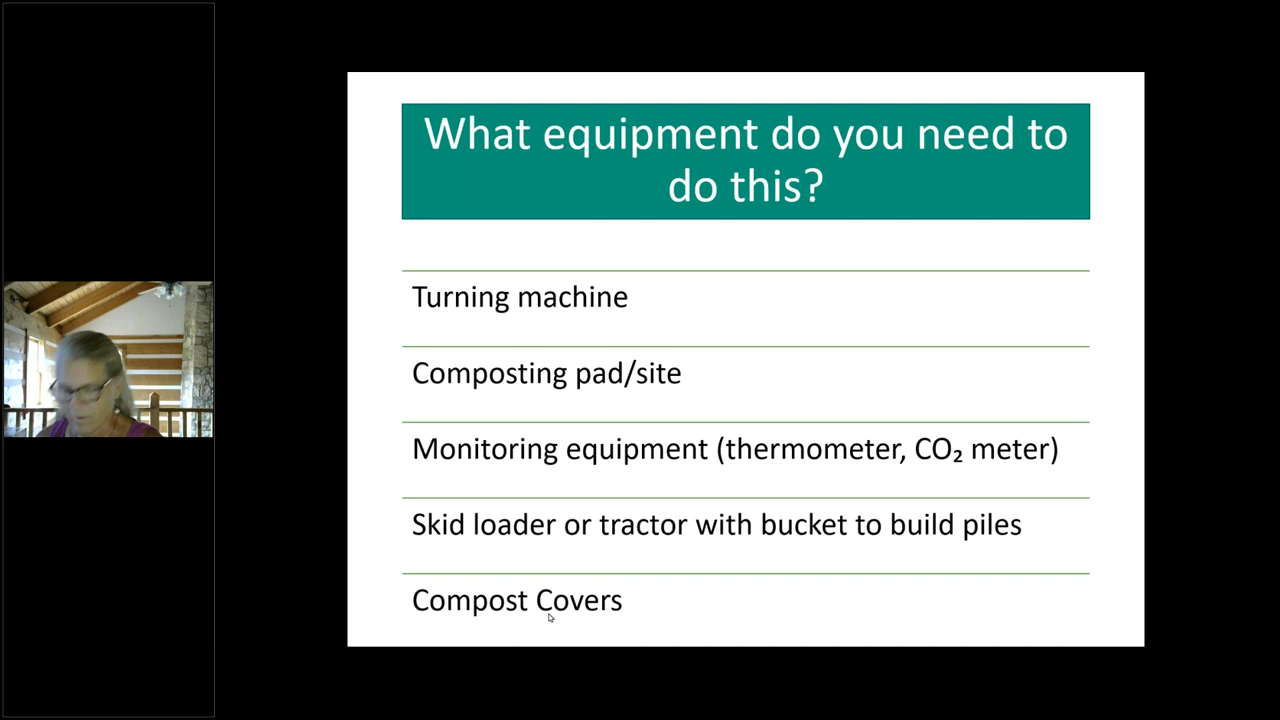 What equipment do you need to
do this?
Turning machine
Composting pad/site
Monitoring equipment (thermometer, CO₂ meter)
Skid loader or tractor with bucket to build piles
Compost Covers